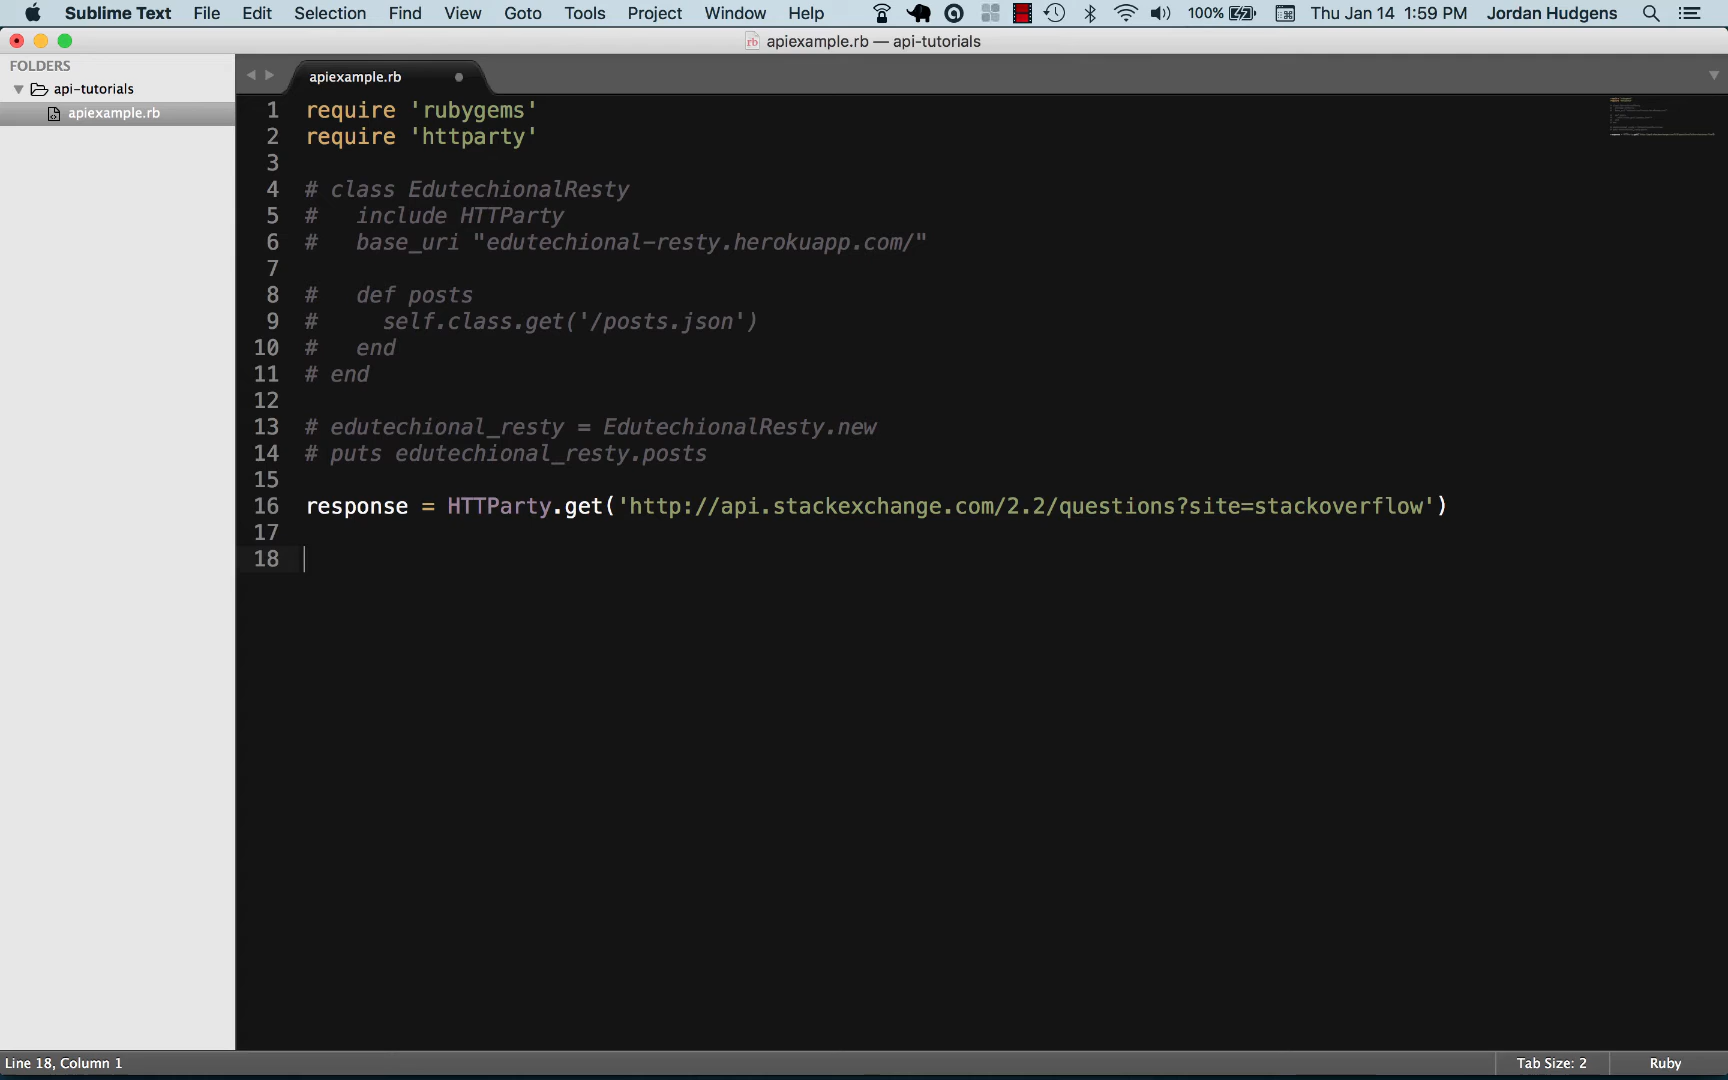 Sublime Text File Edit Selection Find View Goto Tools Project Window Help 100% Thu Jan 14 1:59 PM Jordan Hudgens
rb apiexample.rb — api-tutorials
FOLDERS
api-tutorials
apiexample.rb
apiexample.rb
1 require 'rubygems'
2 require 'httparty'
3
4 # class EdutechionalResty
5 #   include HTTParty
6 #   base_uri "edutechional-resty.herokuapp.com/"
7
8 #   def posts
9 #     self.class.get('/posts.json')
10 #   end
11 # end
12
13 # edutechional_resty = EdutechionalResty.new
14 # puts edutechional_resty.posts
15
16 response = HTTParty.get('http://api.stackexchange.com/2.2/questions?site=stackoverflow')
17
18
Line 18, Column 1 Tab Size: 2 Ruby